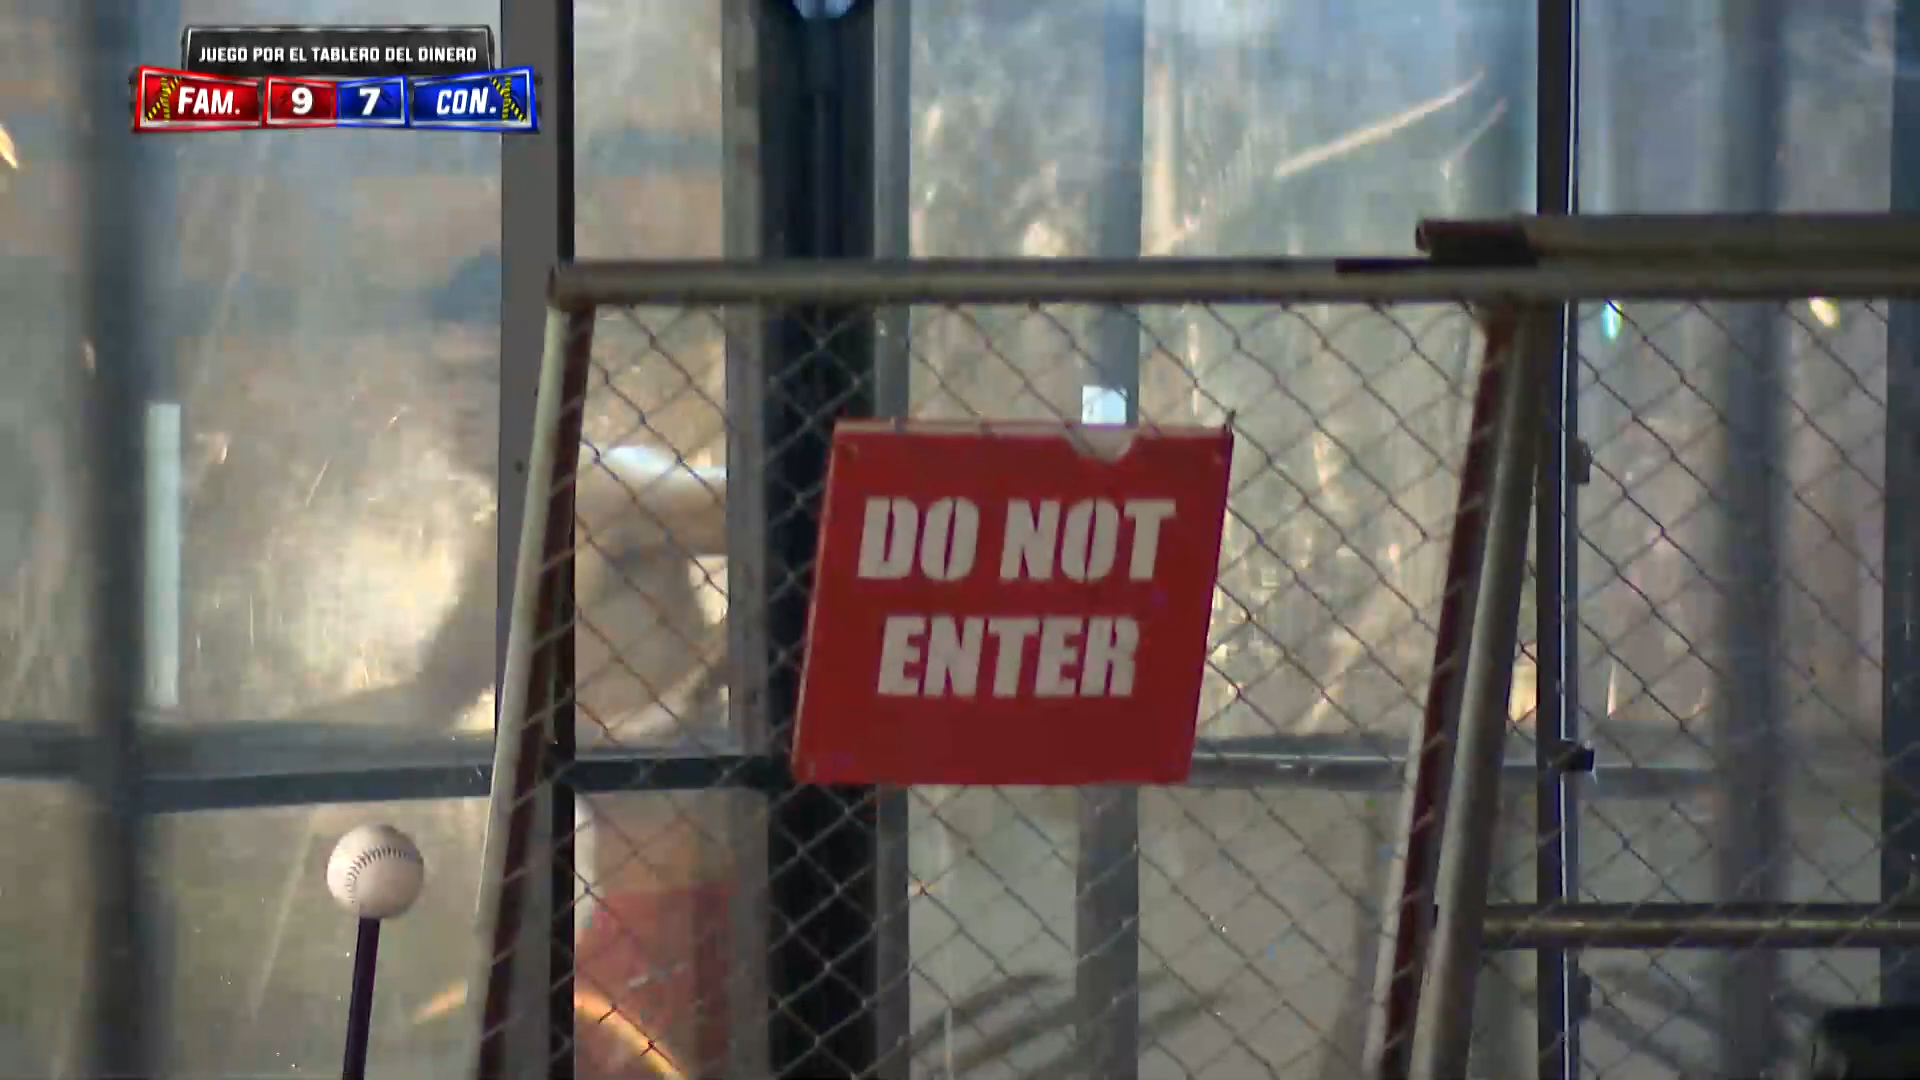 JUEGO POR EL TABLERO DEL DINERO
FAM. 9 7 CON.
DO NOT
ENTER